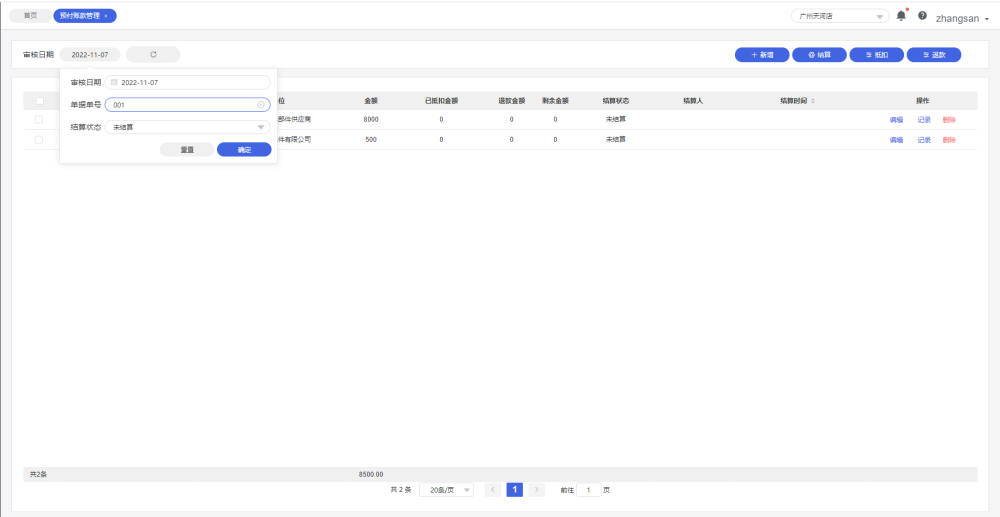 首页 预付账款管理 × 广州天河店 zhangsan
审核日期 2022-11-07 + 新增 结算 抵扣 退款
审核日期 2022-11-07
单据单号 001
结算状态 未结算
重置 确定
位 金额 已抵扣金额 退款金额 剩余金额 结算状态 结算人 结算时间 操作
部件供应商 8000 0 0 0 未结算 编辑 记录 删除
件有限公司 500 0 0 0 未结算 编辑 记录 删除
共2条 8500.00
共 2 条 20条/页 < 1 > 前往 1 页